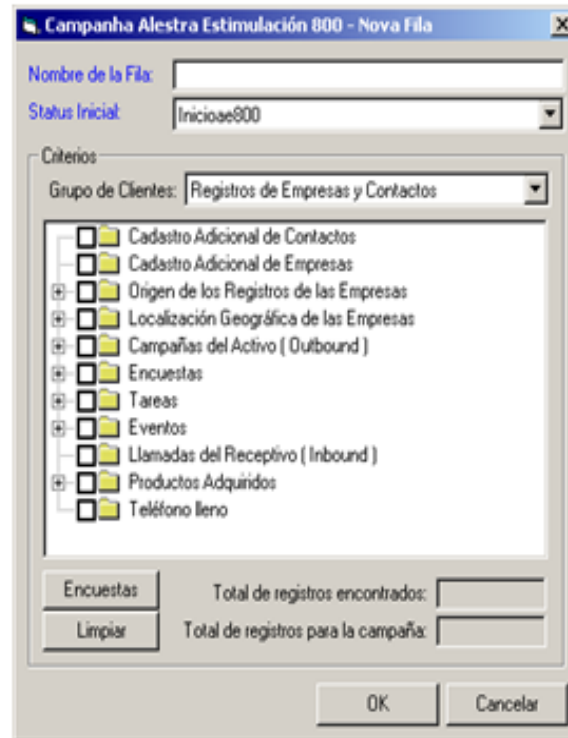 Campanha Alestra Estimulación 800 - Nova Fila
Nombre de la Fila:
Status Inicial: Inicioae800
Criterios
Grupo de Clientes: Registros de Empresas y Contactos
Cadastro Adicional de Contactos
Cadastro Adicional de Empresas
Origen de los Registros de las Empresas
Localización Geográfica de las Empresas
Campañas del Activo ( Outbound )
Encuestas
Tareas
Eventos
Llamadas del Receptivo ( Inbound )
Productos Adquiridos
Teléfono lleno
Encuestas Total de registros encontrados:
Limpiar Total de registros para la campaña:
OK Cancelar